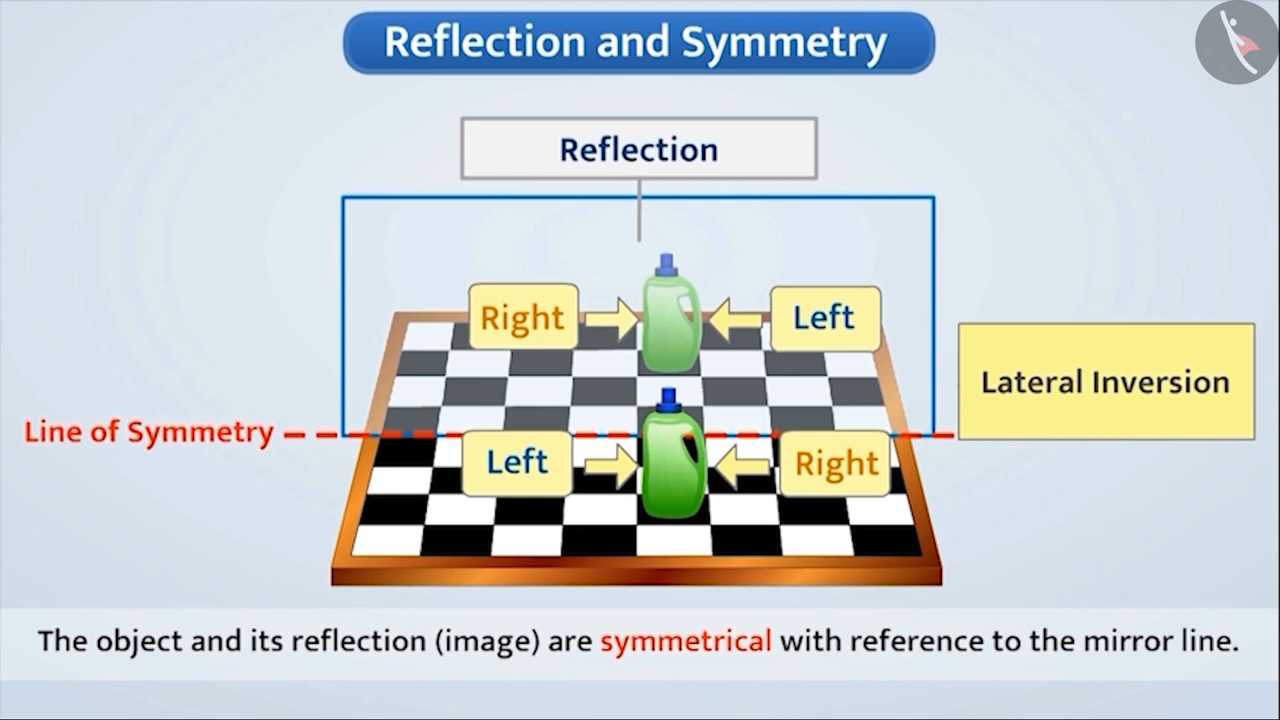 Reflection and Symmetry
Reflection
Right
Left
Lateral Inversion
Line of Symmetry
Left
Right
The object and its reflection (image) are symmetrical with reference to the mirror line.